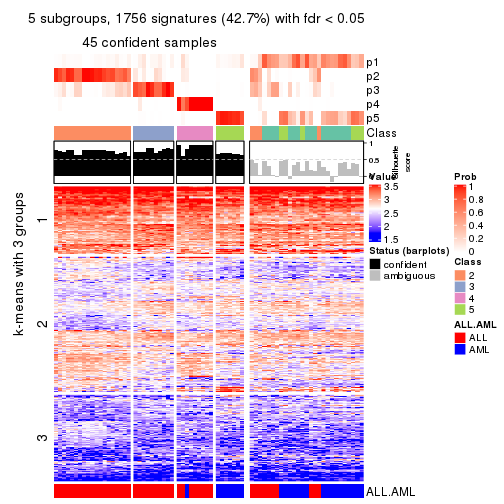 5 subgroups, 1756 signatures (42.7%) with fdr < 0.05
45 confident samples
p1
p2
p3
p4
p5
Class
1
0.5
0
Silhouette
score
k-means with 3 groups
1
2
3
ALL.AML
Value
3.5
3
2.5
2
1.5
Status (barplots)
confident
ambiguous
Prob
1
0.8
0.6
0.4
0.2
0
Class
2
3
4
5
ALL.AML
ALL
AML